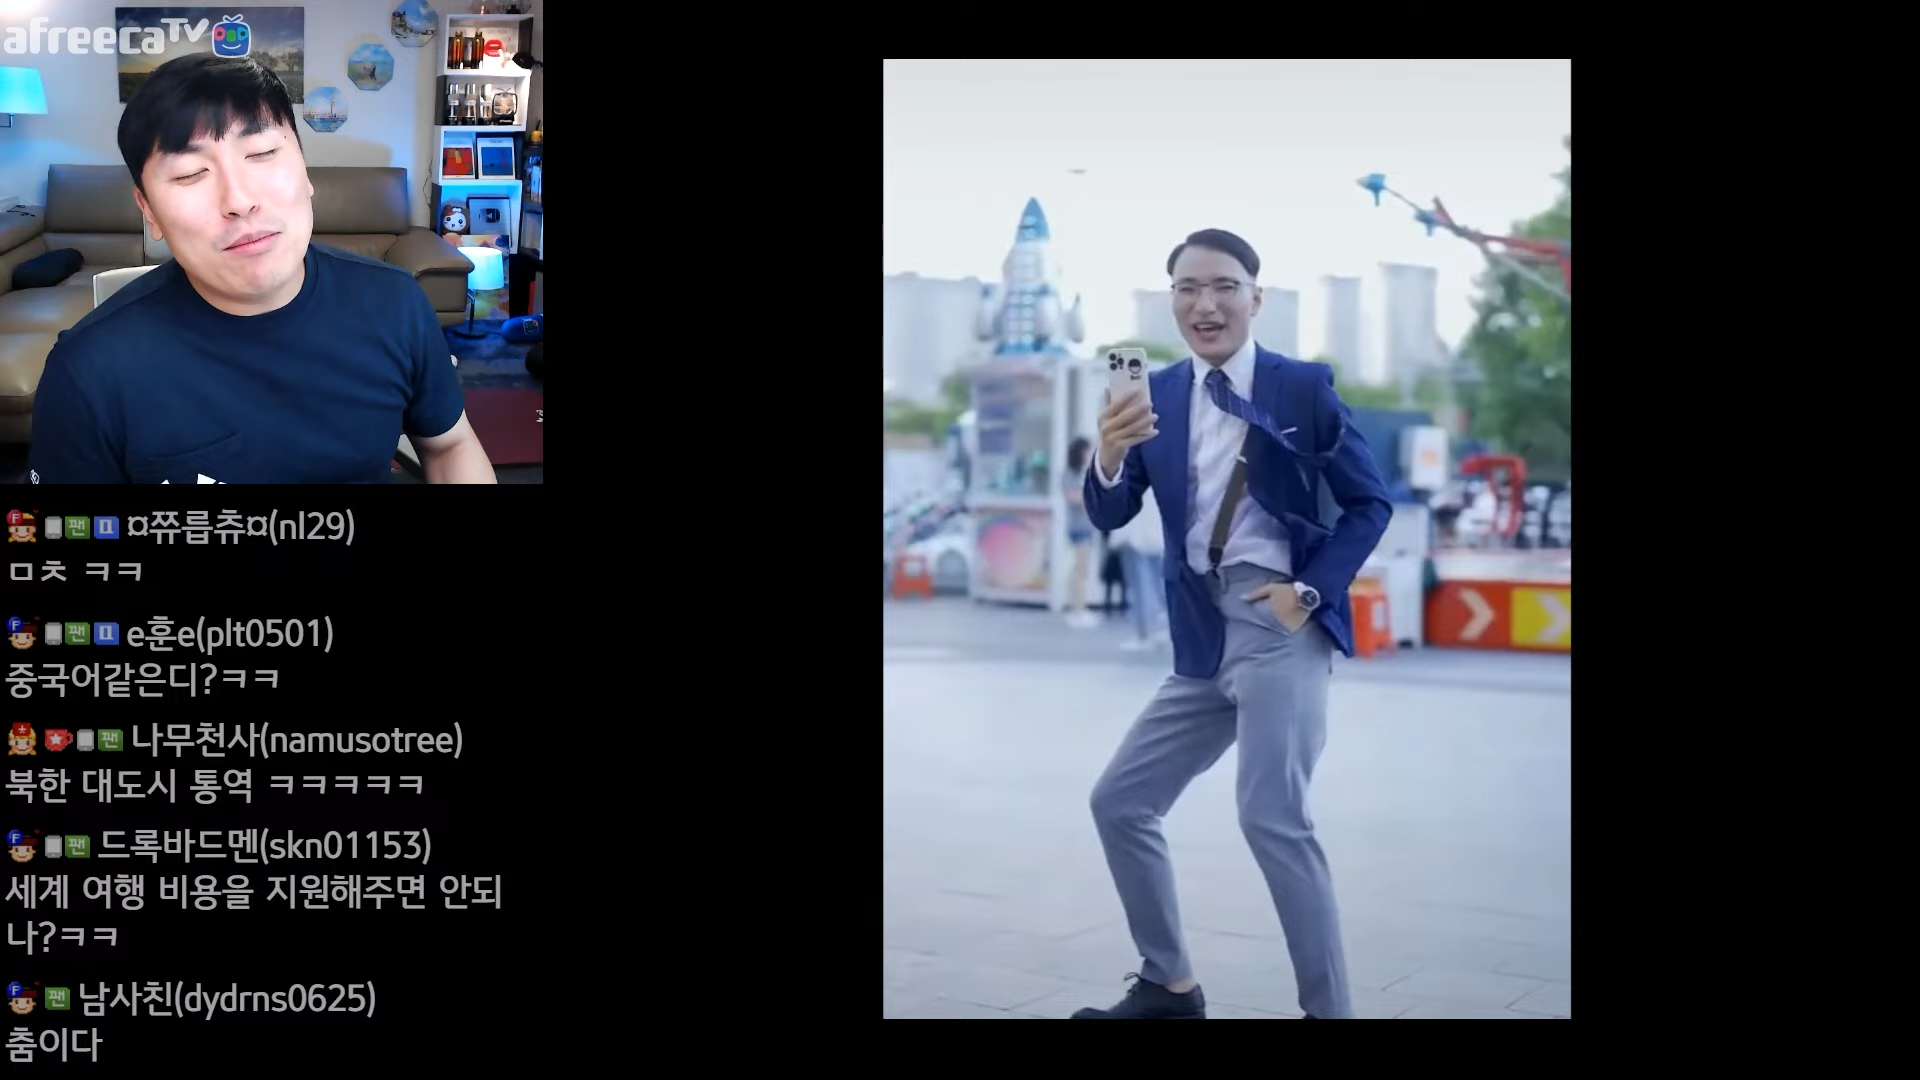 afreecaTV
¤쮸릅츄¤(nl29)
ㅁ츠 ㅋㅋ
e훈e(plt0501)
중국어같은디?ㅋㅋ
나무천사(namusotree)
북한 대도시 통역 ㅋㅋㅋㅋㅋ
드록바드멘(skn01153)
세계 여행 비용을 지원해주면 안되
나?ㅋㅋ
남사친(dydrns0625)
춤이다